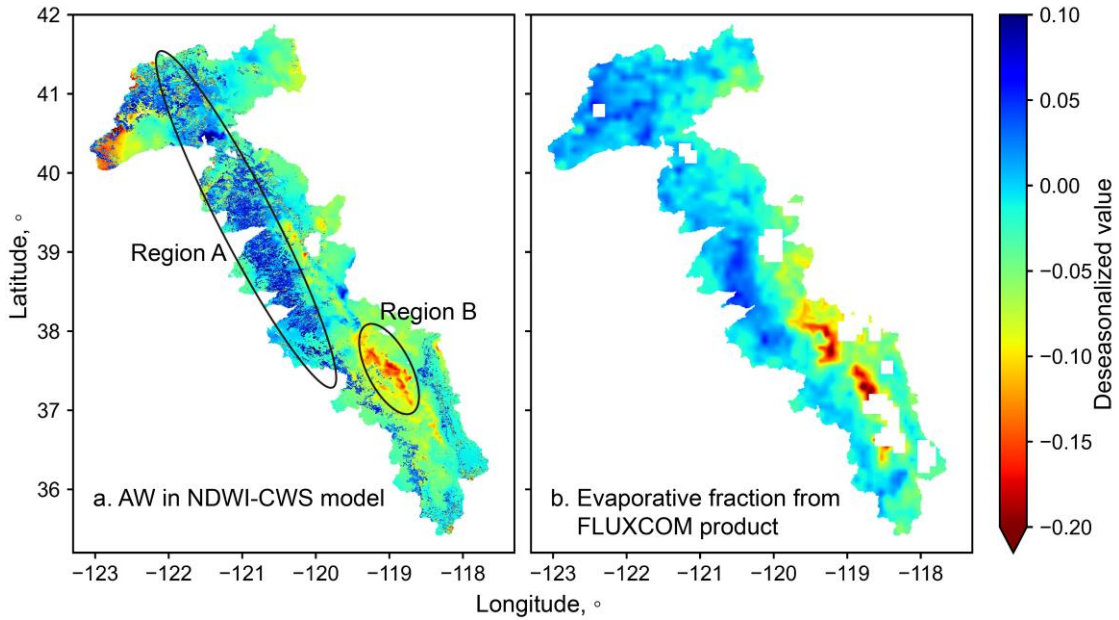 42
41
40
39
38
37
36
Latitude, °
Region A
Region B
a. AW in NDWI-CWS model
−123 −122 −121 −120 −119 −118
b. Evaporative fraction from
FLUXCOM product
−123 −122 −121 −120 −119 −118
Longitude, °
0.10
0.05
0.00
−0.05
−0.10
−0.15
−0.20
Deseasonalized value